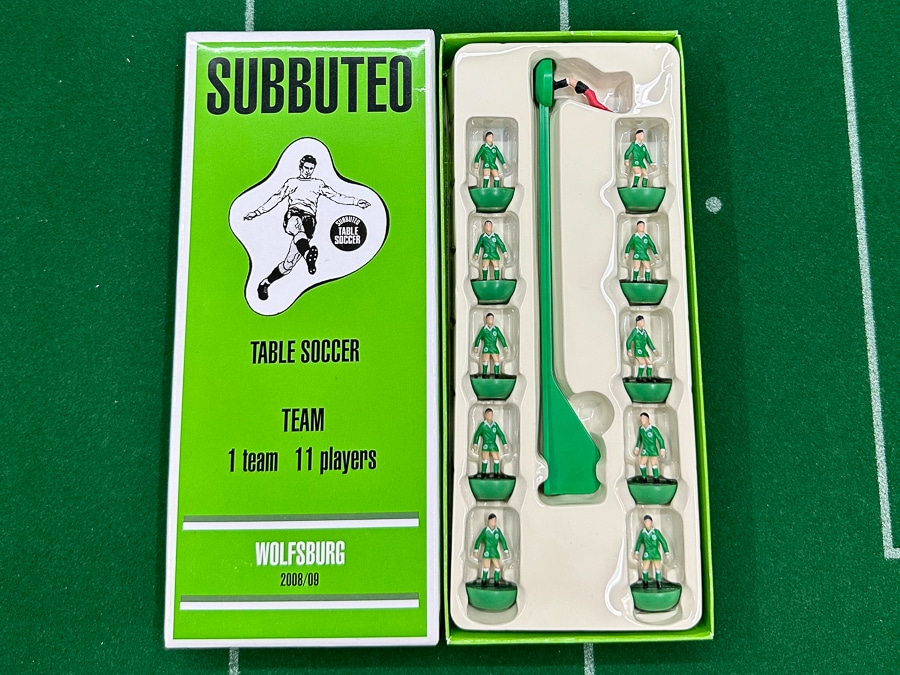 SUBBUTEO
SUBBUTEO
TABLE
SOCCER
TABLE SOCCER
TEAM
1 team 11 players
WOLFSBURG
2008/09